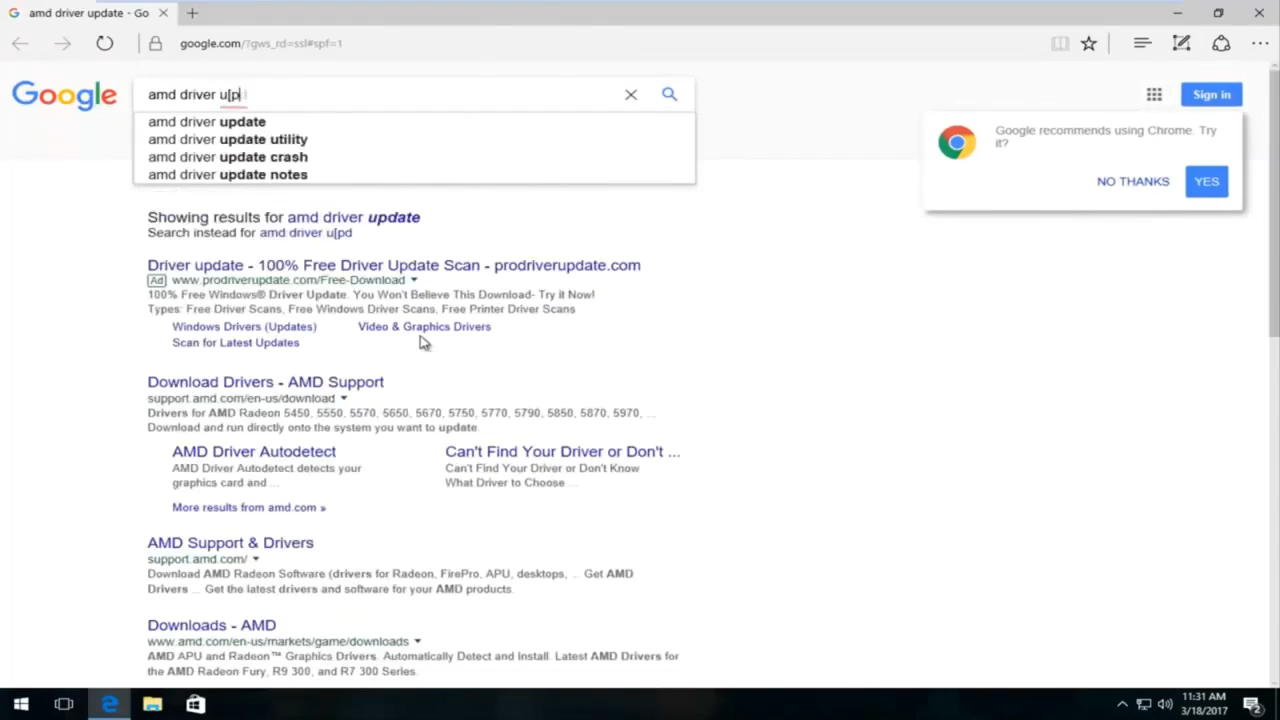 amd driver update - Go
google.com/?gws_rd=ssl#spf=1
Google
amd driver u[p
Sign in
amd driver update
amd driver update utility
amd driver update crash
amd driver update notes
Google recommends using Chrome. Try
it?
NO THANKS
YES
Showing results for amd driver update
Search instead for amd driver u[pd
Driver update - 100% Free Driver Update Scan - prodriverupdate.com
Ad www.prodriverupdate.com/Free-Download
100% Free Windows® Driver Update. You Won't Believe This Download- Try it Now!
Types: Free Driver Scans, Free Windows Driver Scans, Free Printer Driver Scans
Windows Drivers (Updates) Video & Graphics Drivers
Scan for Latest Updates
Download Drivers - AMD Support
support.amd.com/en-us/download
Drivers for AMD Radeon 5450, 5550, 5570, 5650, 5670, 5750, 5770, 5790, 5850, 5870, 5970, ...
Download and run directly onto the system you want to update.
AMD Driver Autodetect Can't Find Your Driver or Don't ...
AMD Driver Autodetect detects your Can't Find Your Driver or Don't Know
graphics card and ... What Driver to Choose ...
More results from amd.com »
AMD Support & Drivers
support.amd.com/
Download AMD Radeon Software (drivers for Radeon, FirePro, APU, desktops, ... Get AMD
Drivers ... Get the latest drivers and software for your AMD products.
Downloads - AMD
www.amd.com/en-us/markets/game/downloads
AMD APU and Radeon™ Graphics Drivers. Automatically Detect and Install. Latest AMD Drivers for
the AMD Radeon Fury, R9 300, and R7 300 Series.
11:31 AM
3/18/2017
2